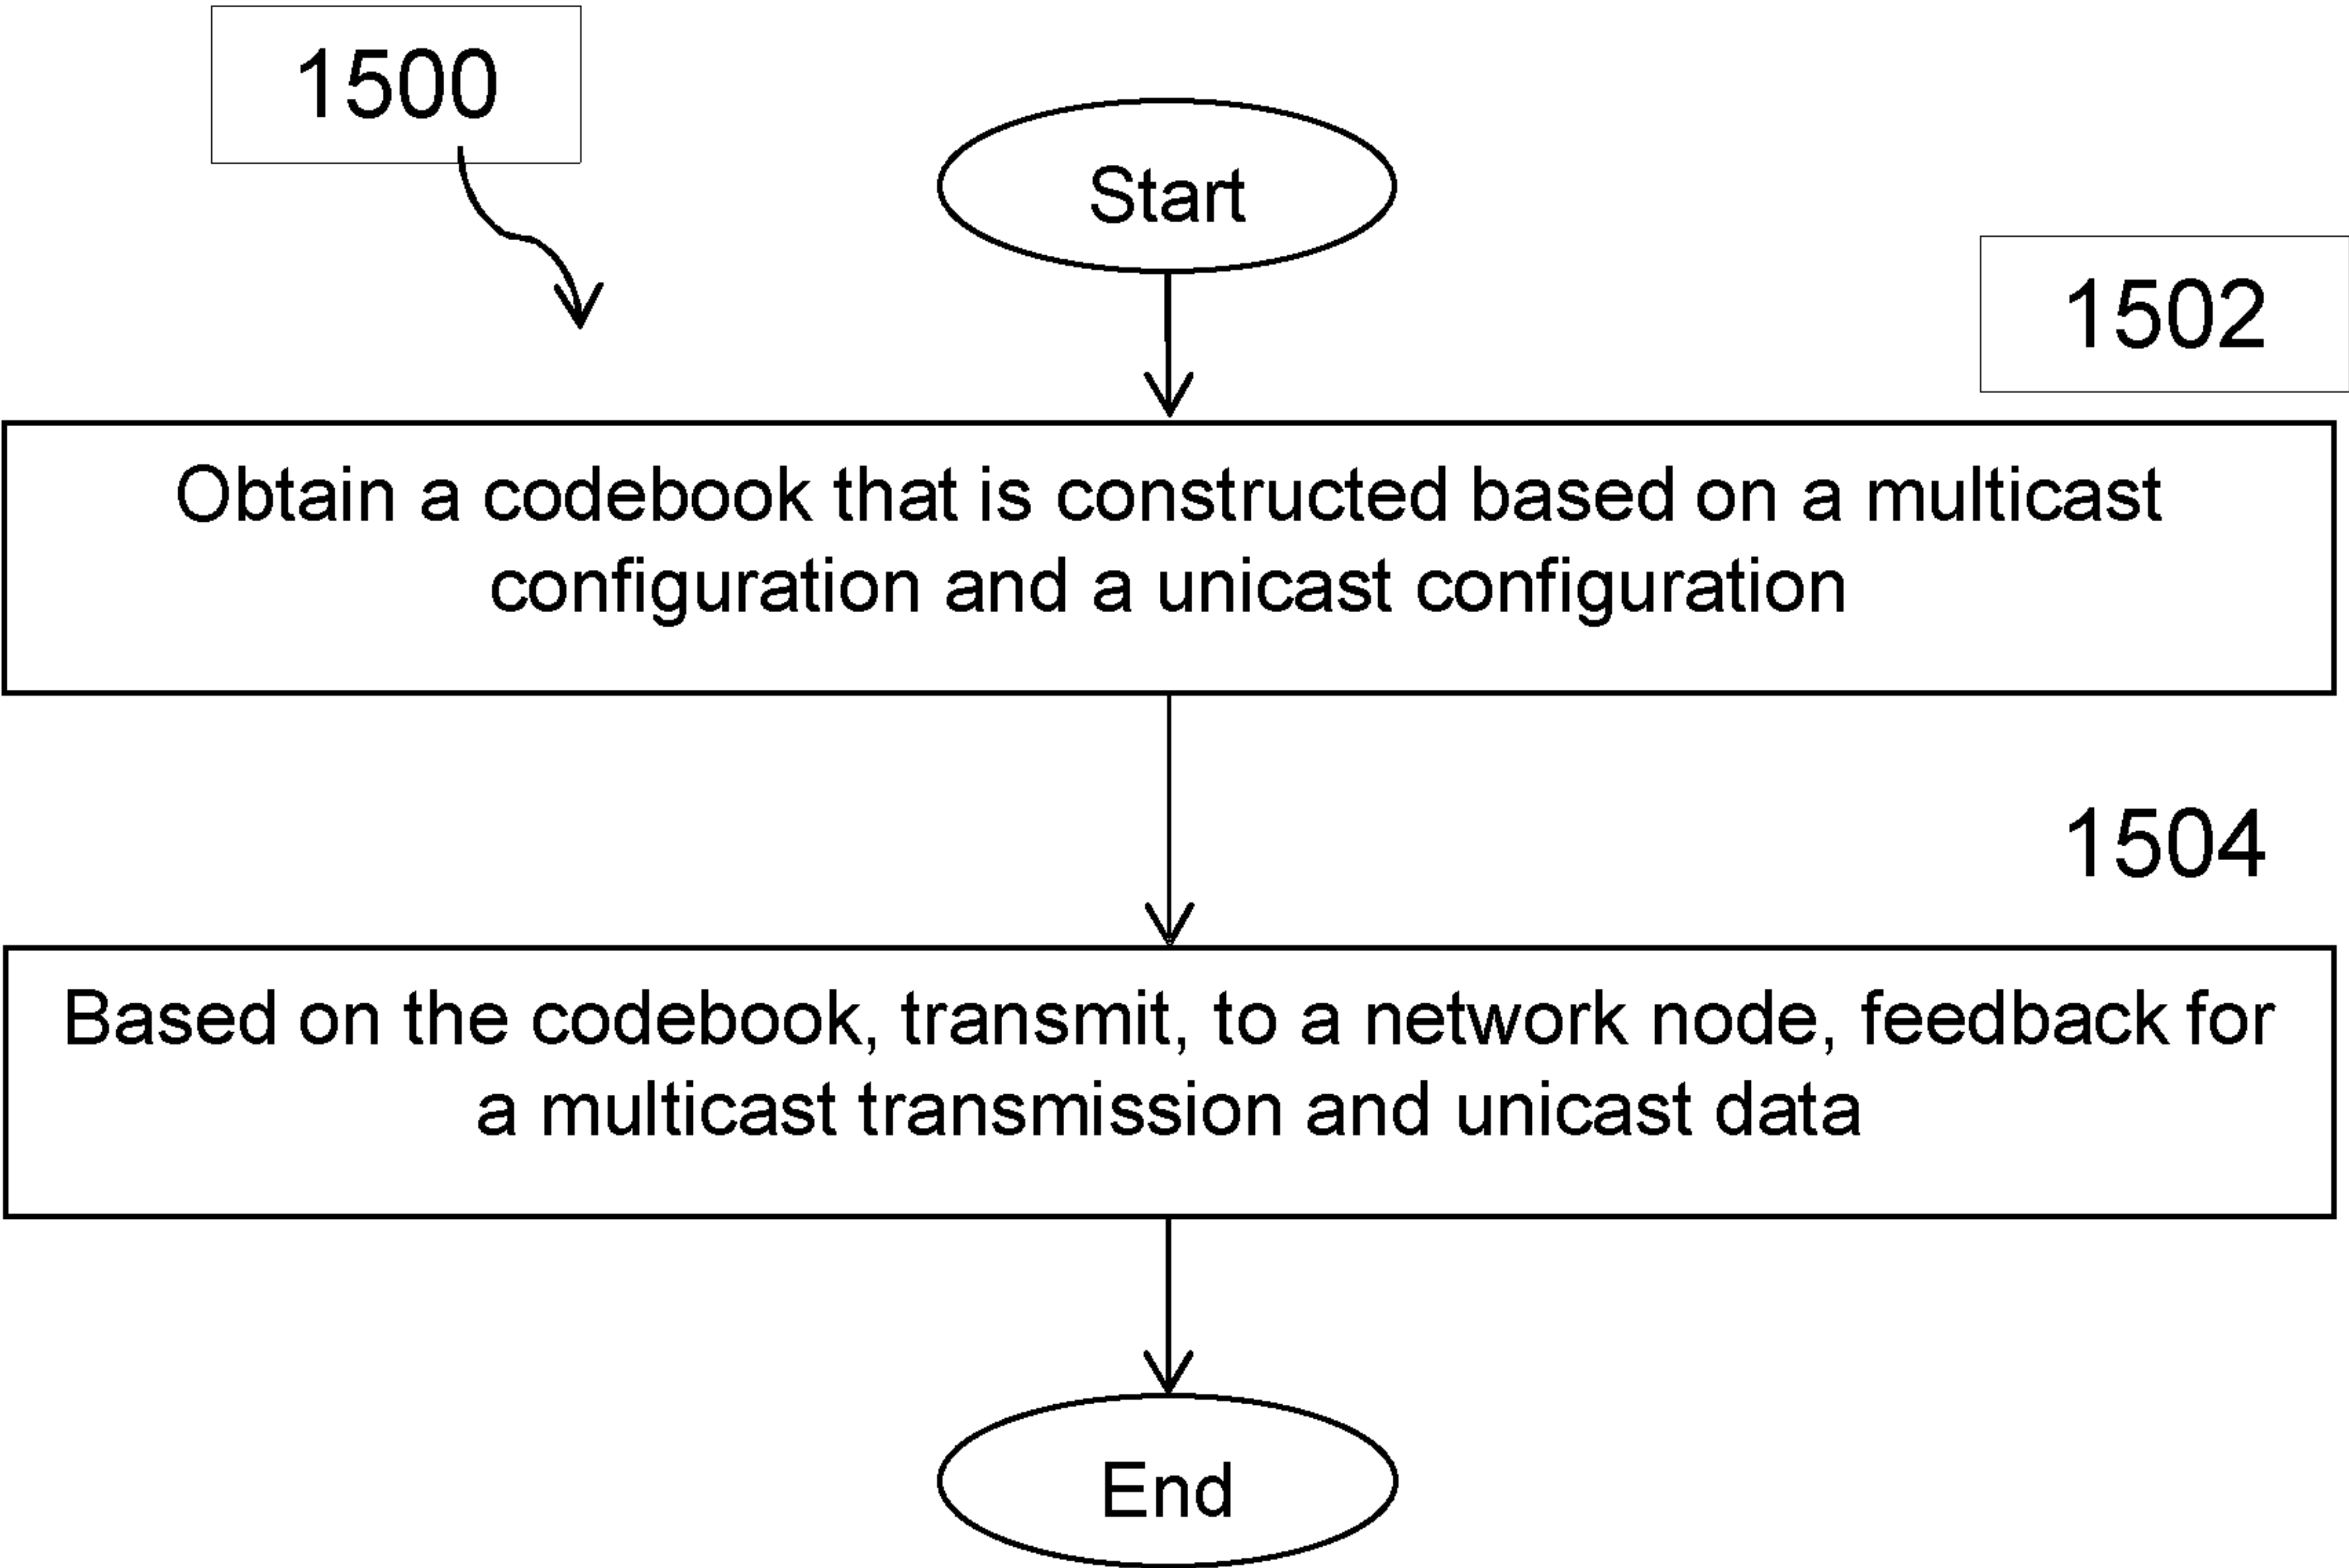 1500
Start
1502
Obtain a codebook that is constructed based on a multicast
configuration and a unicast configuration
1504
Based on the codebook, transmit, to a network node, feedback for
a multicast transmission and unicast data
End